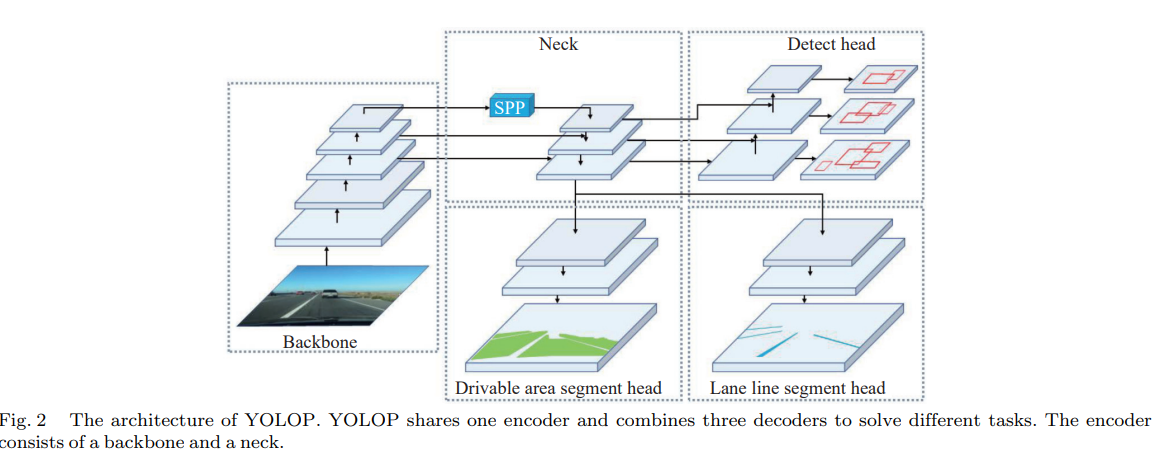 Neck
Detect head
SPP
Backbone
Drivable area segment head
Lane line segment head
Fig. 2 The architecture of YOLOP. YOLOP shares one encoder and combines three decoders to solve different tasks. The encoder
consists of a backbone and a neck.